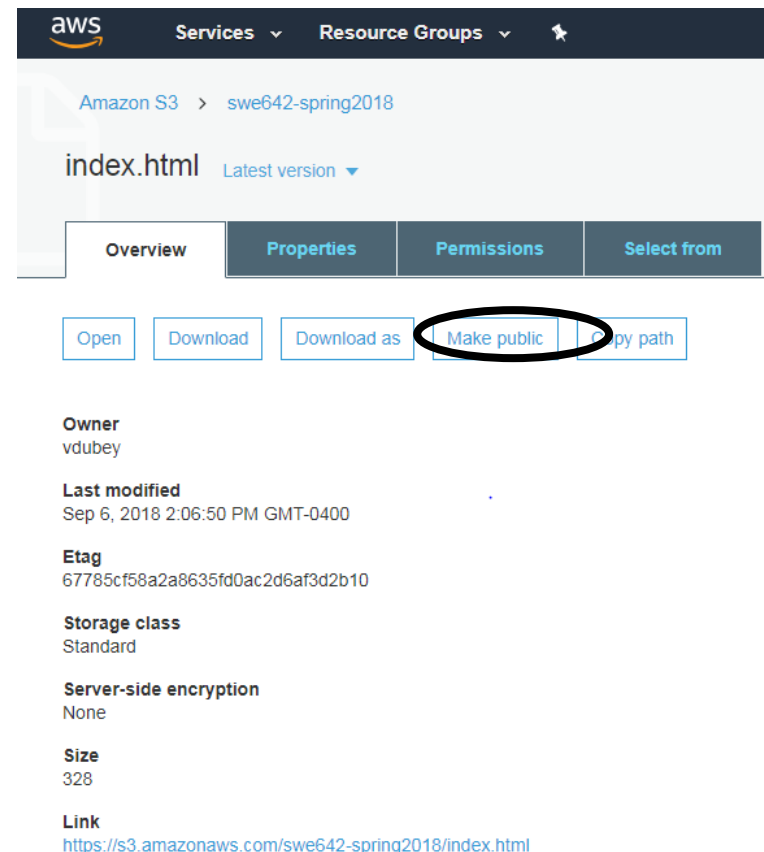 aws Services Resource Groups
Amazon S3 > swe642-spring2018
index.html Latest version
Overview Properties Permissions Select from
Open Download Download as Make public Copy path
Owner
vdubey
Last modified
Sep 6, 2018 2:06:50 PM GMT-0400
Etag
67785cf58a2a8635fd0ac2d6af3d2b10
Storage class
Standard
Server-side encryption
None
Size
328
Link
https://s3.amazonaws.com/swe642-spring2018/index.html